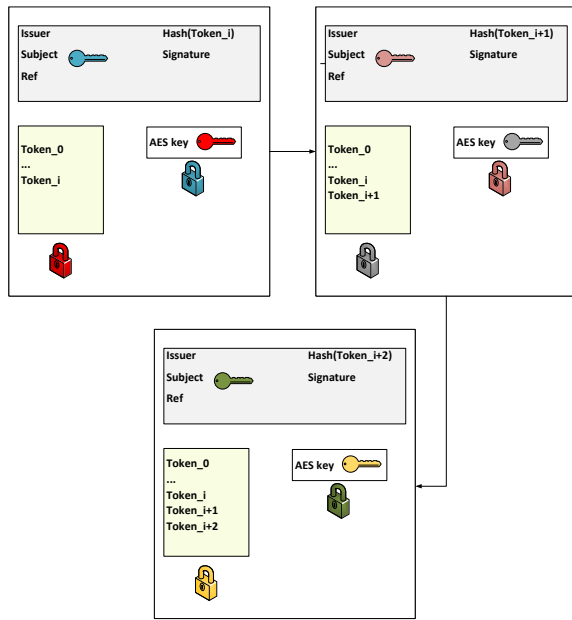 Issuer Hash(Token_i)
Subject Signature
Ref
AES key
Token_0
...
Token_i
Issuer Hash(Token_i+1)
Subject Signature
Ref
AES key
Token_0
...
Token_i
Token_i+1
Issuer Hash(Token_i+2)
Subject Signature
Ref
AES key
Token_0
...
Token_i
Token_i+1
Token_i+2